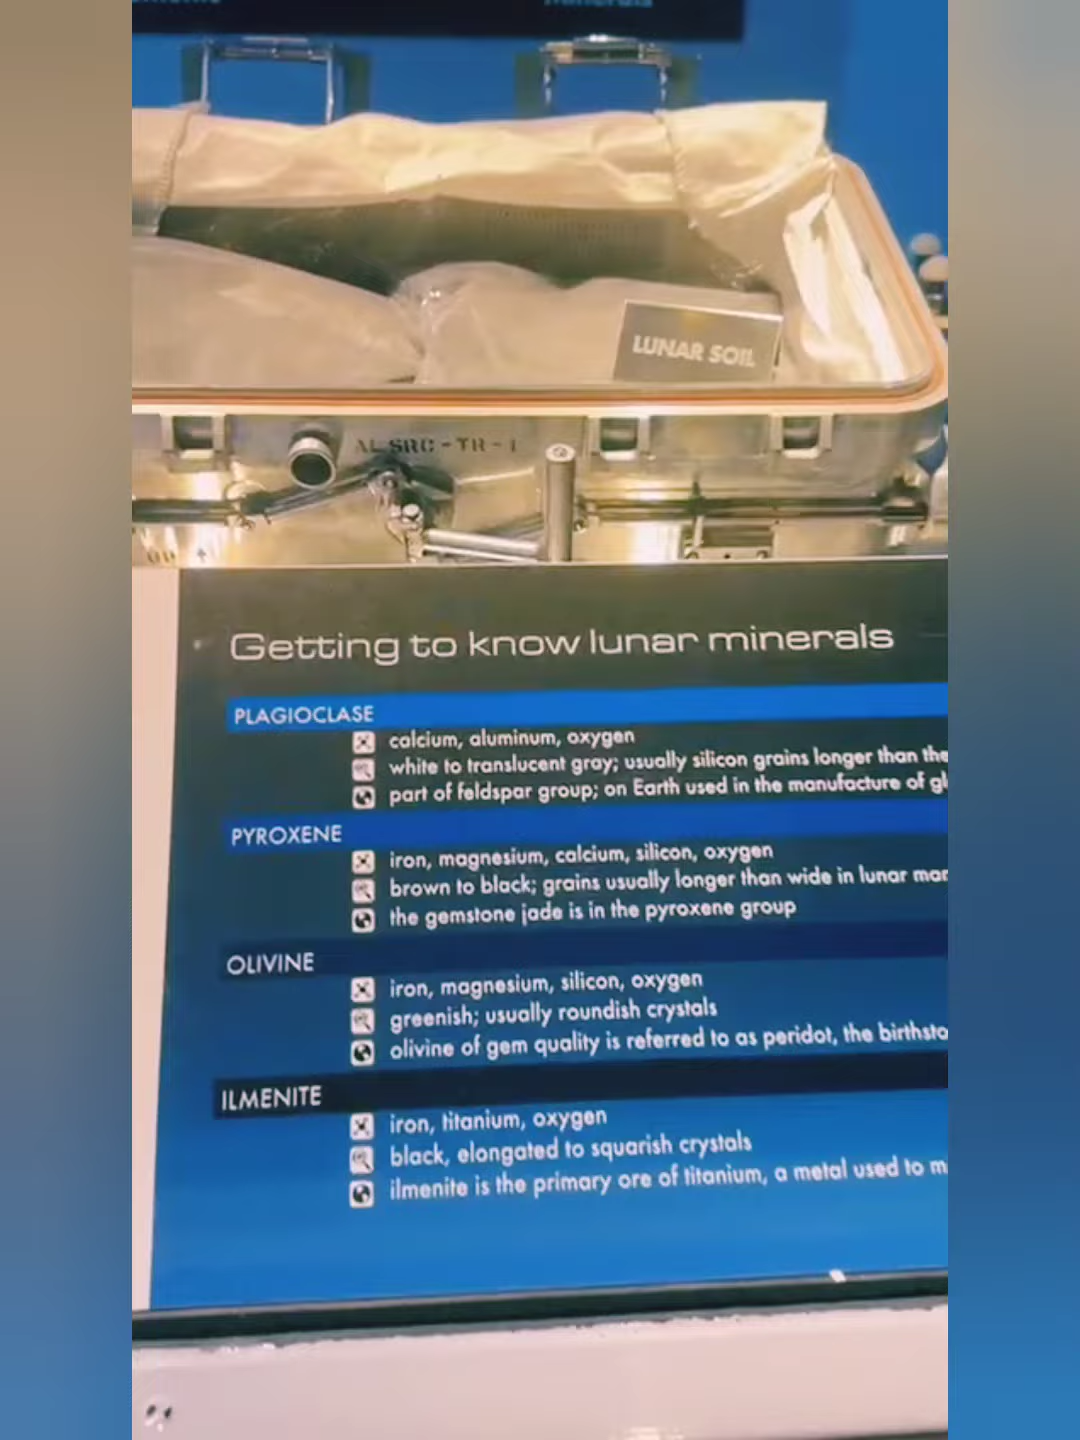 minerals
LUNAR SOIL
ALSRC-TR-1
Getting to know lunar minerals
PLAGIOCLASE
calcium, aluminum, oxygen
white to translucent gray; usually silicon grains longer than the
part of feldspar group; on Earth used in the manufacture of gl
PYROXENE
iron, magnesium, calcium, silicon, oxygen
brown to black; grains usually longer than wide in lunar mar
the gemstone jade is in the pyroxene group
OLIVINE
iron, magnesium, silicon, oxygen
greenish; usually roundish crystals
olivine of gem quality is referred to as peridot, the birthsto
ILMENITE
iron, titanium, oxygen
black, elongated to squarish crystals
ilmenite is the primary ore of titanium, a metal used to m